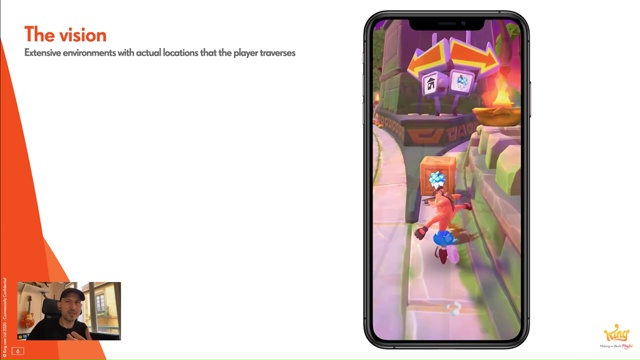 The vision
Extensive environments with actual locations that the player traverses
© King.com Ltd 2020 – Commercially Confidential
6
King
Making the World Playful